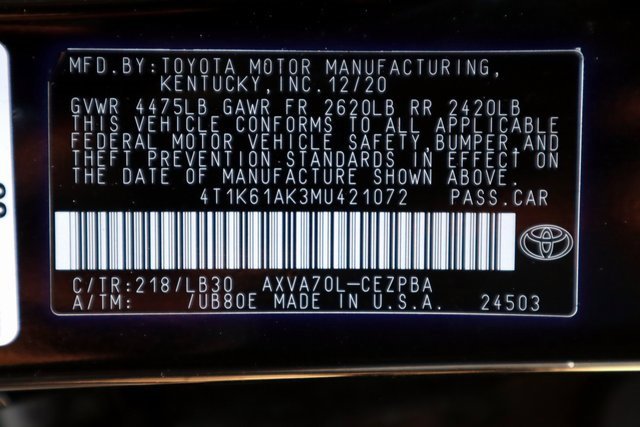 MFD.BY:TOYOTA MOTOR MANUFACTURING,
KENTUCKY,INC.12/20
GVWR 4475LB GAWR FR 2620LB RR 2420LB
THIS VEHICLE CONFORMS TO ALL APPLICABLE
FEDERAL MOTOR VEHICLE SAFETY,BUMPER,AND
THEFT PREVENTION STANDARDS IN EFFECT ON
THE DATE OF MANUFACTURE SHOWN ABOVE.
4T1K61AK3MU421072 PASS.CAR
C/TR:218/LB30 AXVA70L-CEZPBA
A/TM: /UB80E MADE IN U.S.A. 24503